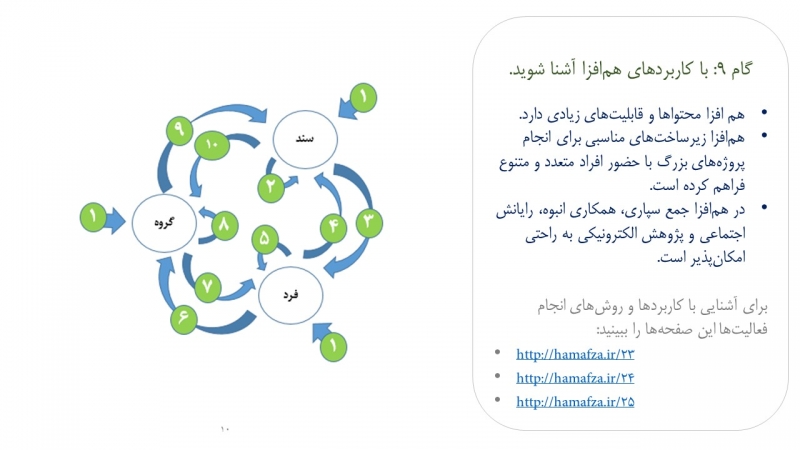 گام ۹: با کاربردهای هم‌افزا آشنا شوید.
• هم افزا محتواها و قابلیت‌های زیادی دارد.
• هم‌افزا زیرساخت‌های مناسبی برای انجام
پروژه‌های بزرگ با حضور افراد متعدد و متنوع
فراهم کرده است.
• در هم‌افزا جمع سپاری، همکاری انبوه، رایانش
اجتماعی و پژوهش الکترونیکی به راحتی
امکان‌پذیر است.
برای آشنایی با کاربردها و روش‌های انجام
فعالیت‌ها این صفحه‌ها را ببینید:
• http://hamafza.ir/۲۳
• http://hamafza.ir/۲۴
• http://hamafza.ir/۲۵
۱
سند
۹
۱۰
۲
۱
گروه
۸
۵
۴
۳
۷
فرد
۶
۱
۱۰